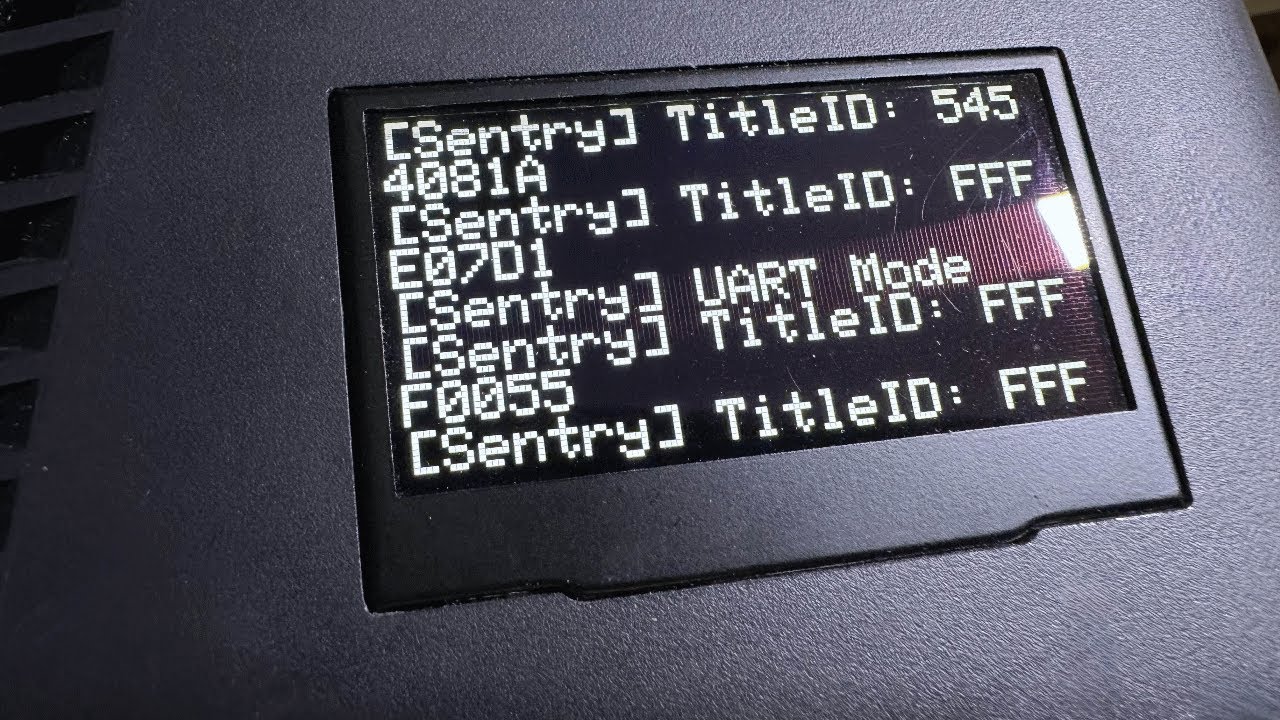 [Sentry] TitleID: 545
4081A
[Sentry] TitleID: FFF
E07D1
[Sentry] UART Mode
[Sentry] TitleID: FFF
F0055
[Sentry] TitleID: FFF